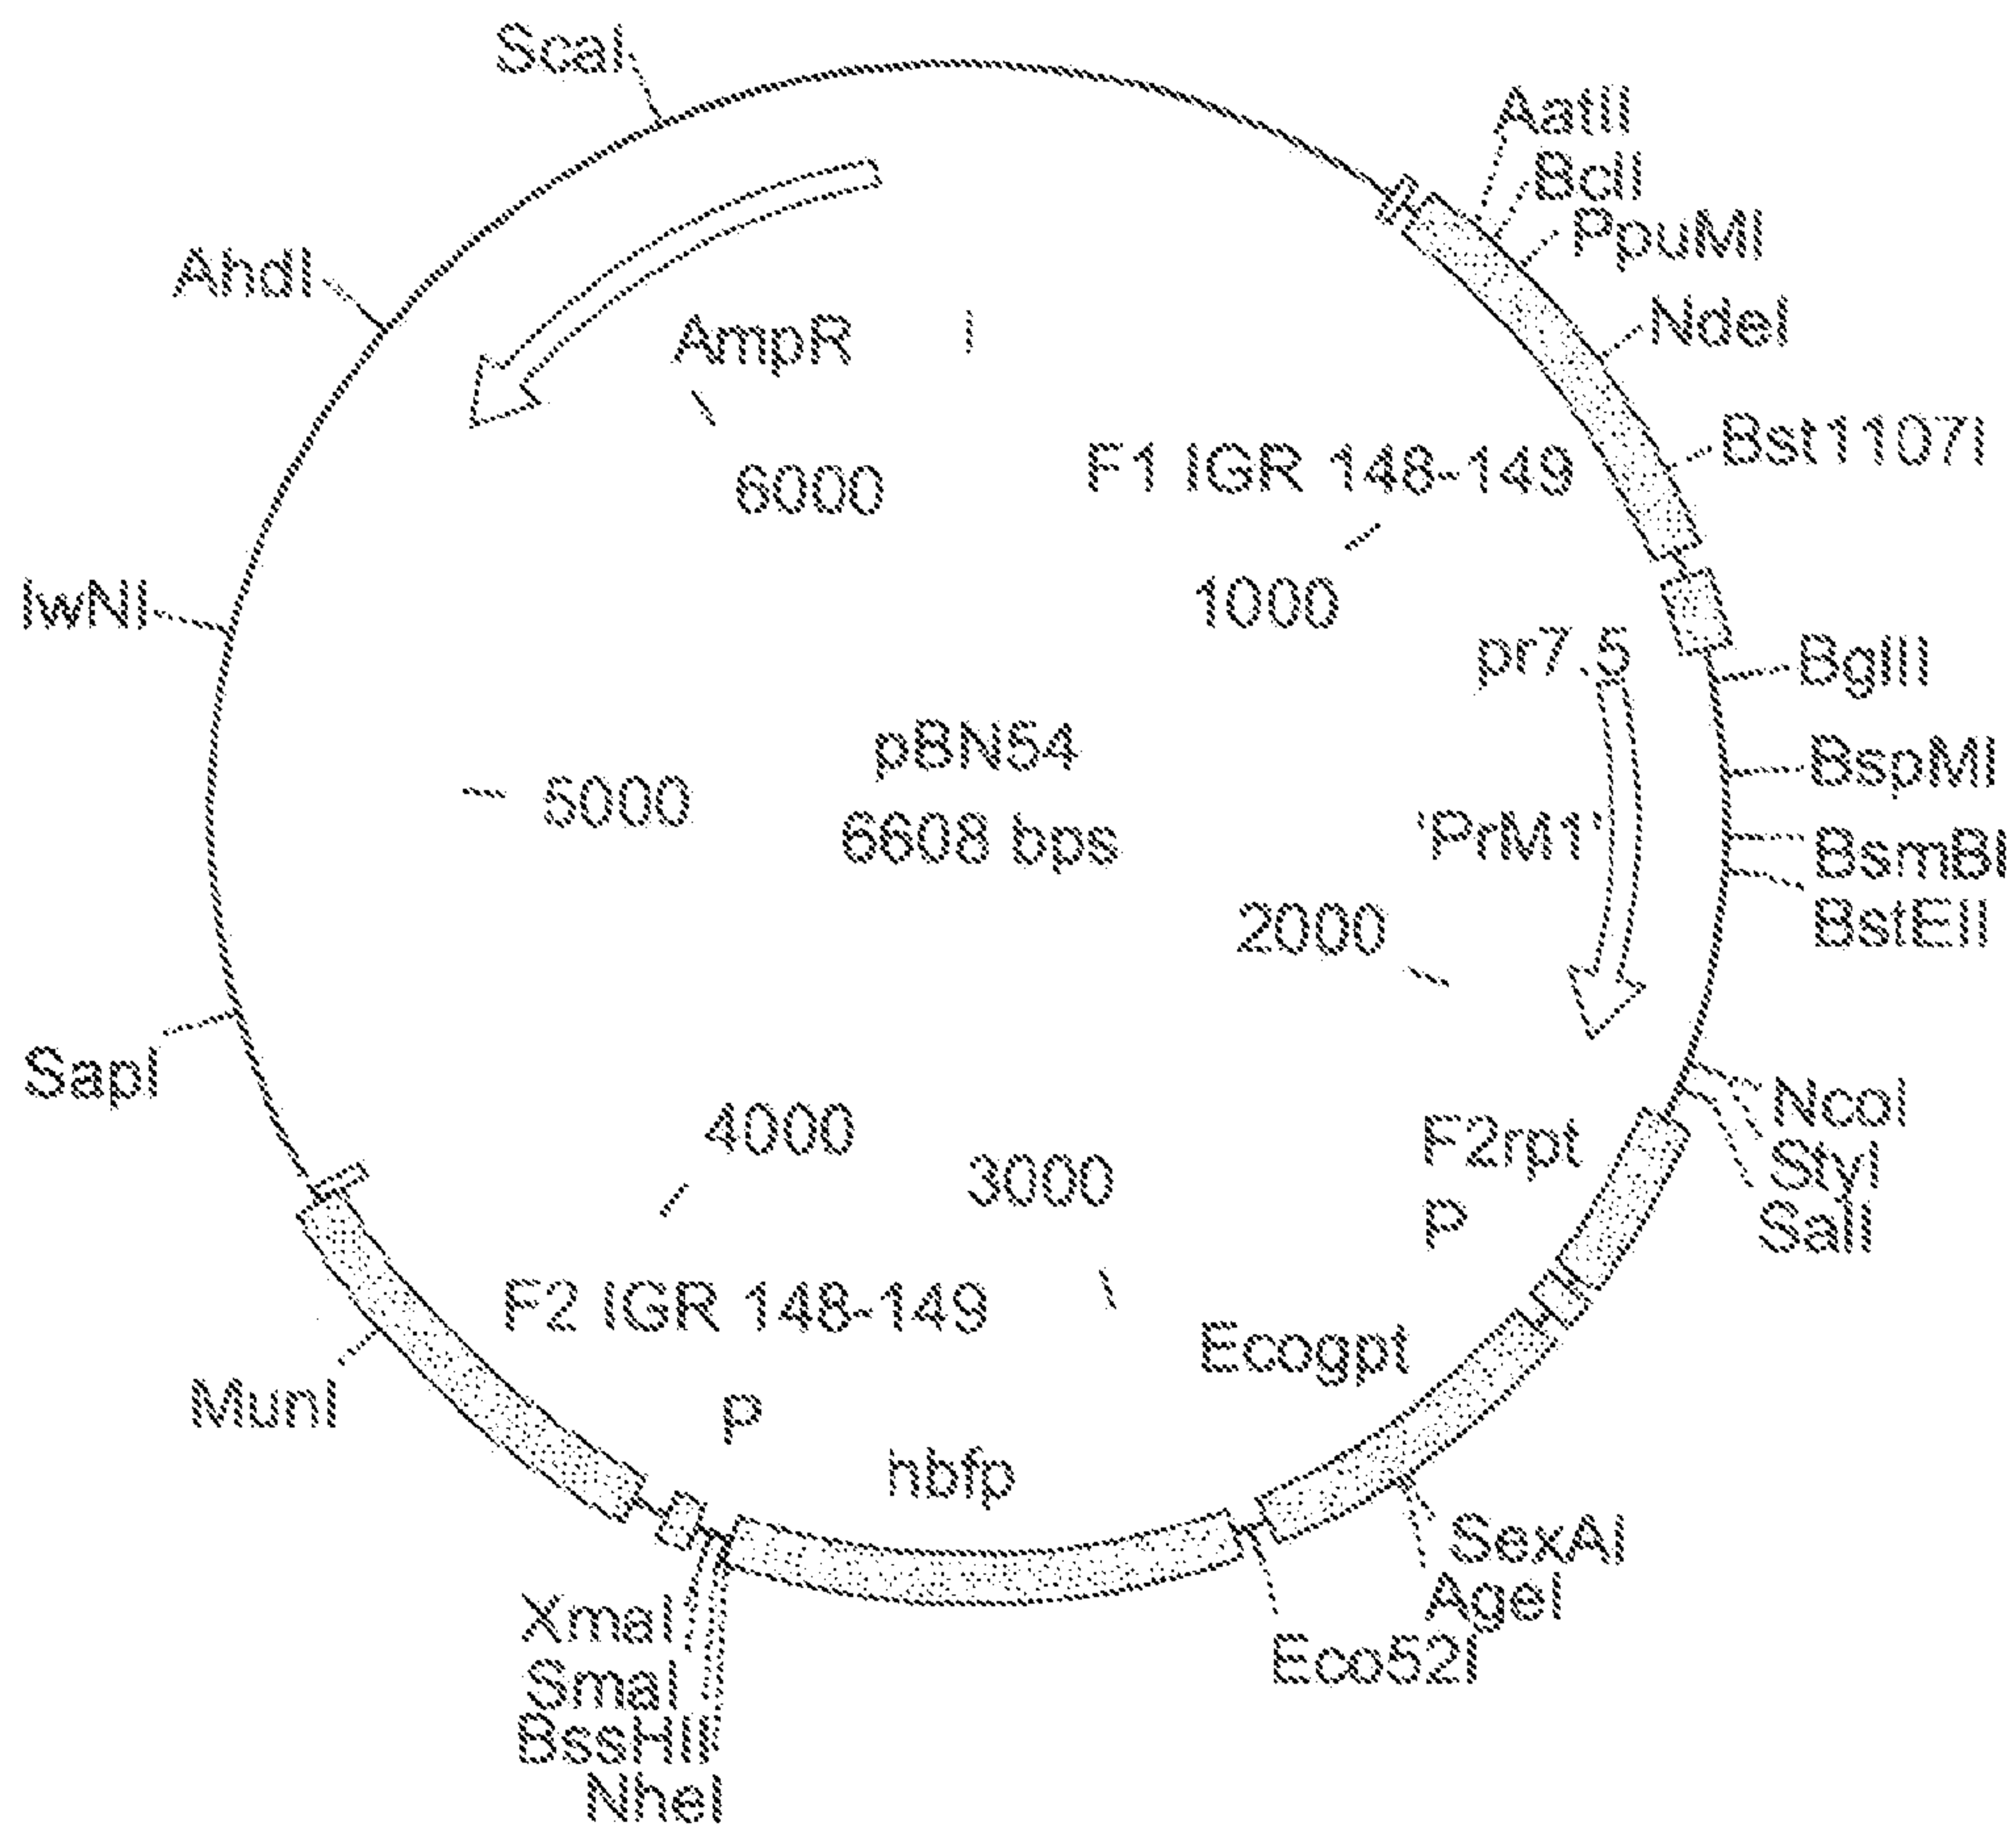 ScaI
AatII
BclI
PpuMI
AhdI
NdeI
AmpR
Bst1107I
F1 IGR 148-149
6000
1000
lwNI
pr7.5
BglII
pBN54
BspMI
5000
6608 bps
'PrM1'
BsmBI
BstEII
2000
SapI
NcoI
4000
F2rpt
StyI
3000
P
SalI
F2 IGR 148-149
Ecogpt
MunI
P
hbfp
SexAI
XmaI
AgeI
Eco52I
SmaI
BssHII
NheI